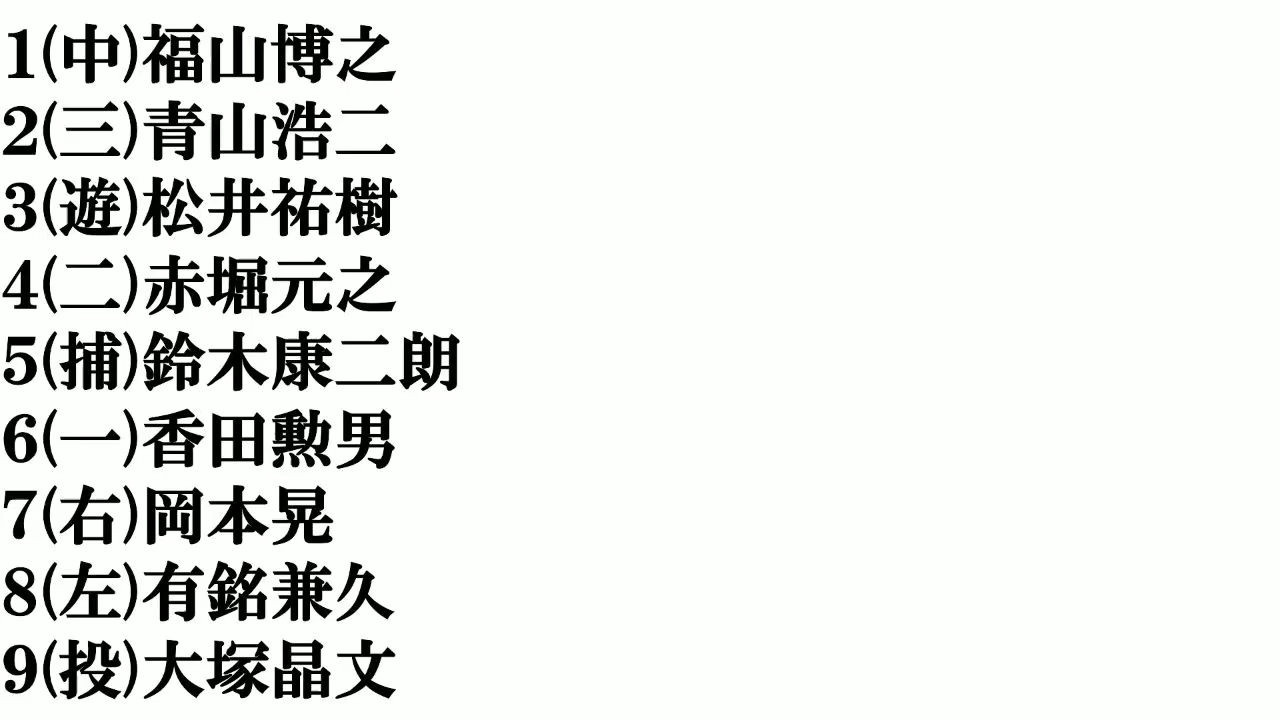 1(中)福山博之
2(三)青山浩二
3(遊)松井祐樹
4(二)赤堀元之
5(捕)鈴木康二朗
6(一)香田勲男
7(右)岡本晃
8(左)有銘兼久
9(投)大塚晶文